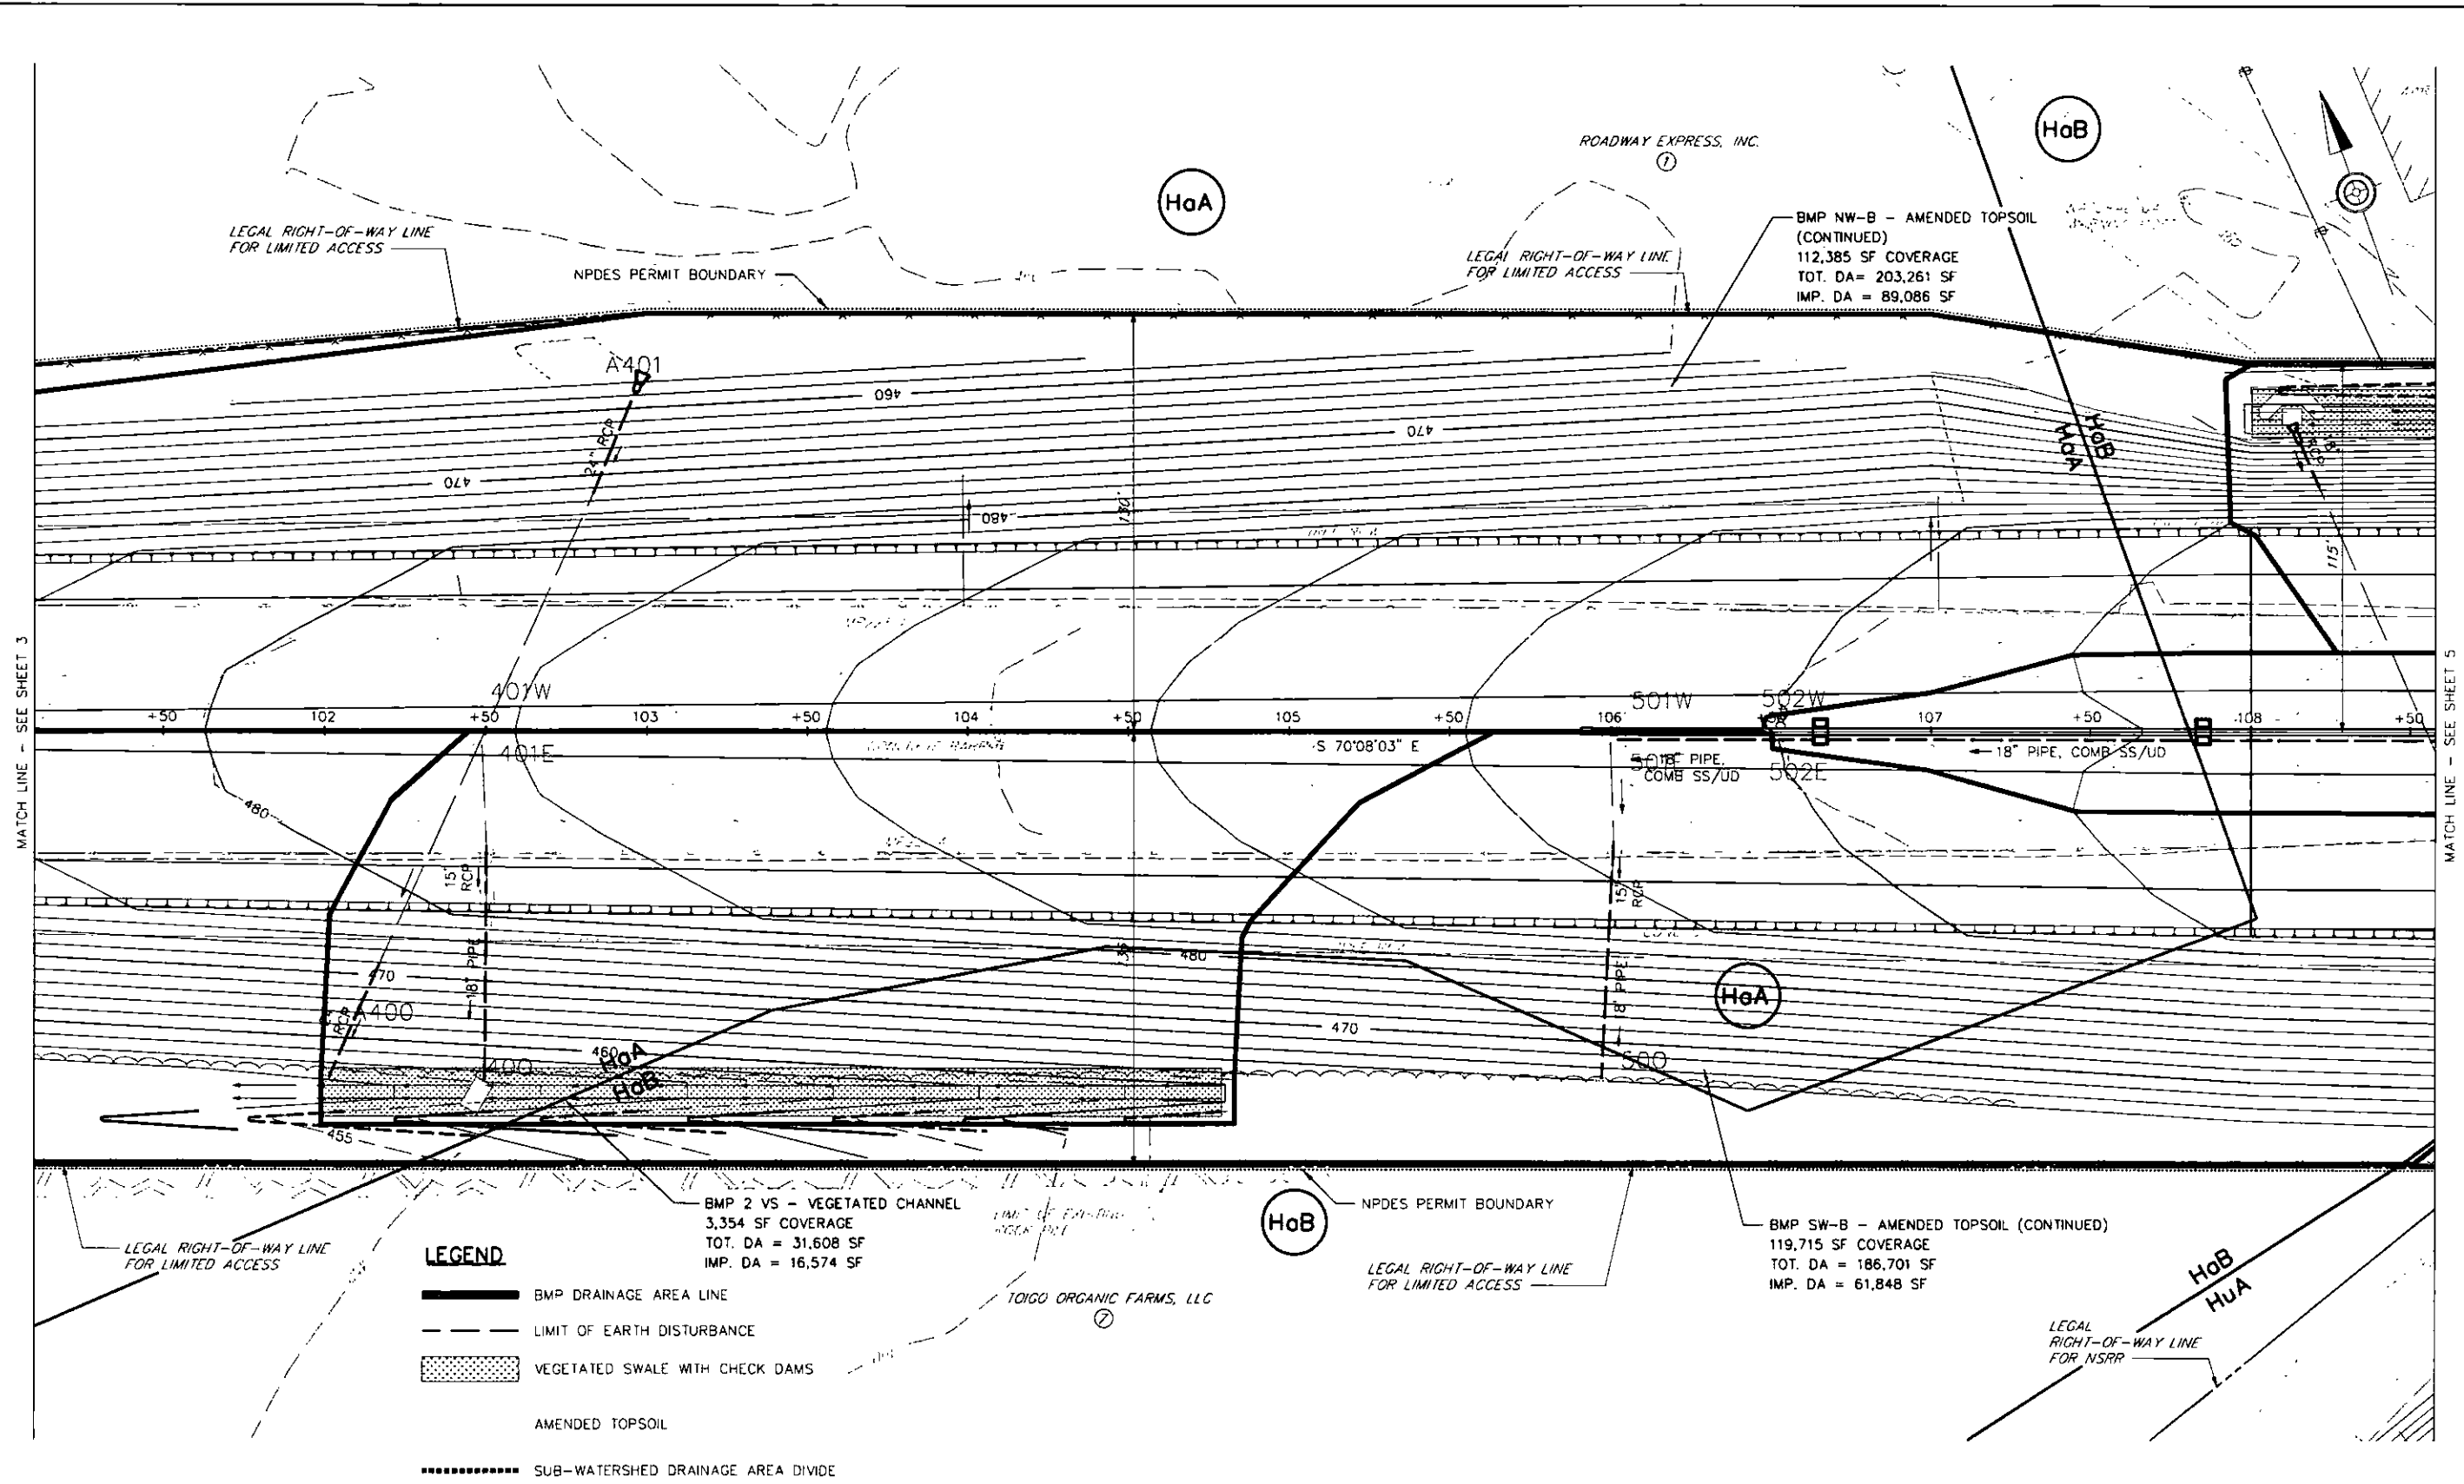 HaB
ROADWAY EXPRESS, INC.
1
HaA
LEGAL RIGHT-OF-WAY LINE
FOR LIMITED ACCESS
NPDES PERMIT BOUNDARY
LEGAL RIGHT-OF-WAY LINE
FOR LIMITED ACCESS
BMP NW-B - AMENDED TOPSOIL
(CONTINUED)
112,385 SF COVERAGE
TOT. DA= 203,261 SF
IMP. DA = 89,086 SF
A401
24" RCP
460
470
470
480
130'
HaB
HaA
115'
MATCH LINE - SEE SHEET 3
MATCH LINE - SEE SHEET 5
401W
501W
502W
+50
102
+50
103
+50
104
+50
105
+50
106
107
+50
108
+50
401E
S 70°08'03" E
18" PIPE,
COMB SS/UD
502E
18" PIPE, COMB SS/UD
480
15"
RCP
15"
RCP
18" PIPE
470
480
470
HaA
RCP
A400
400
460
HaA
HaB
18" PIPE
500
455
BMP 2 VS - VEGETATED CHANNEL
3,354 SF COVERAGE
TOT. DA = 31,608 SF
IMP. DA = 16,574 SF
LIMIT OF EXISTING
HaB
NPDES PERMIT BOUNDARY
BMP SW-B - AMENDED TOPSOIL (CONTINUED)
119,715 SF COVERAGE
TOT. DA = 186,701 SF
IMP. DA = 61,848 SF
LEGAL RIGHT-OF-WAY LINE
FOR LIMITED ACCESS
LEGAL RIGHT-OF-WAY LINE
FOR LIMITED ACCESS
HaB
HuA
TOIGO ORGANIC FARMS, LLC
7
LEGAL
RIGHT-OF-WAY LINE
FOR NSRR
LEGEND
BMP DRAINAGE AREA LINE
LIMIT OF EARTH DISTURBANCE
VEGETATED SWALE WITH CHECK DAMS
AMENDED TOPSOIL
SUB-WATERSHED DRAINAGE AREA DIVIDE